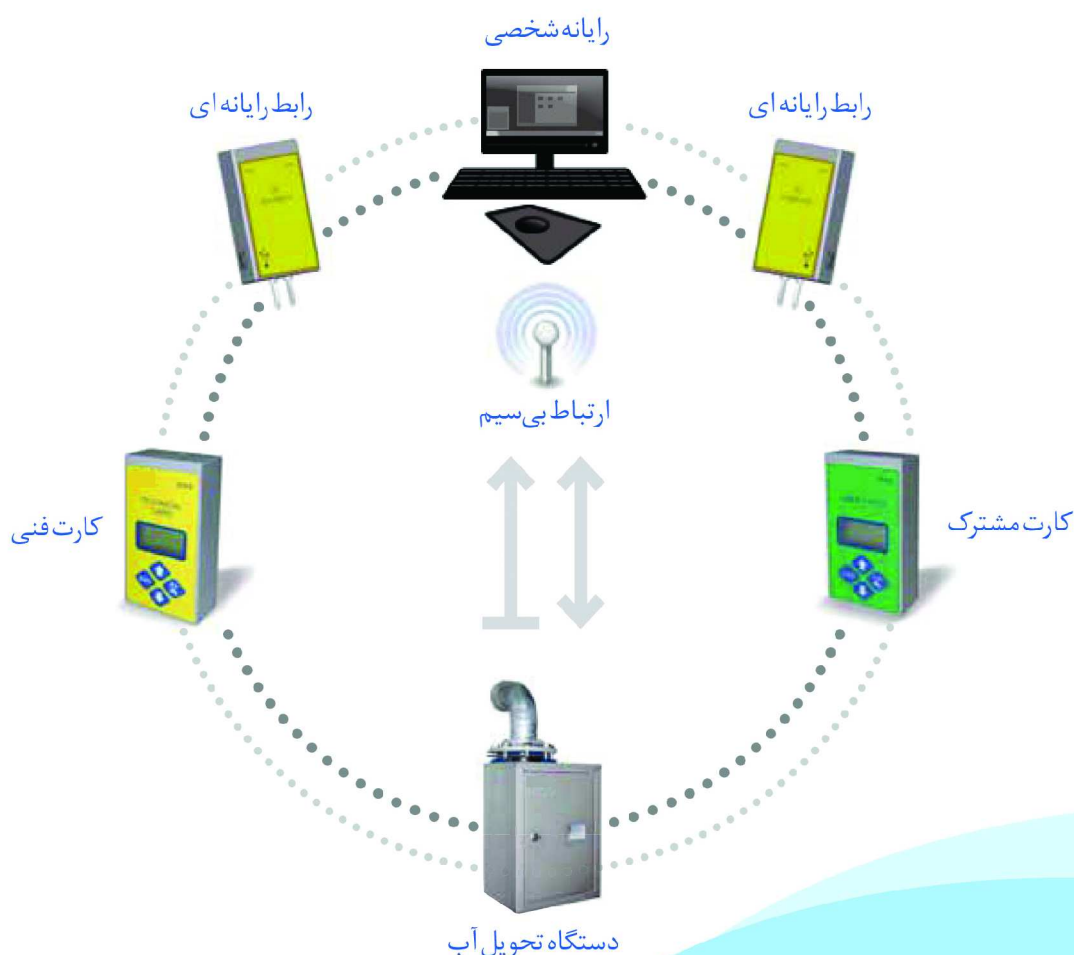 رایانه شخصی
رابط رایانه ای
رابط رایانه ای
ارتباط بی‌سیم
کارت مشترک
کارت فنی
دستگاه تحویل آب